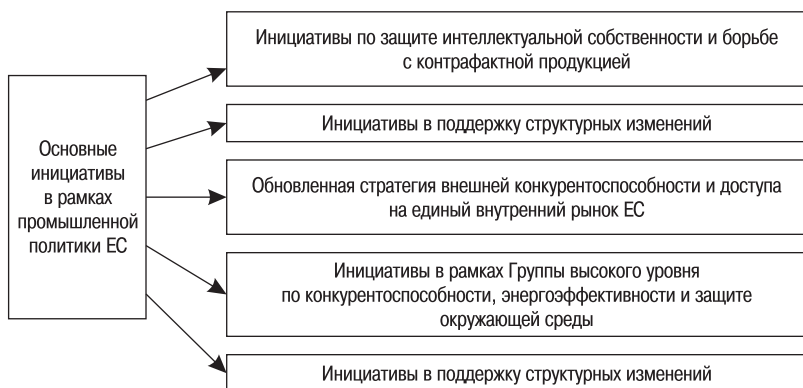 Основные
инициативы
в рамках
промышленной
политики ЕС
Инициативы по защите интеллектуальной собственности и борьбе
с контрафактной продукцией
Инициативы в поддержку структурных изменений
Обновленная стратегия внешней конкурентоспособности и доступа
на единый внутренний рынок ЕС
Инициативы в рамках Группы высокого уровня
по конкурентоспособности, энергоэффективности и защите
окружающей среды
Инициативы в поддержку структурных изменений